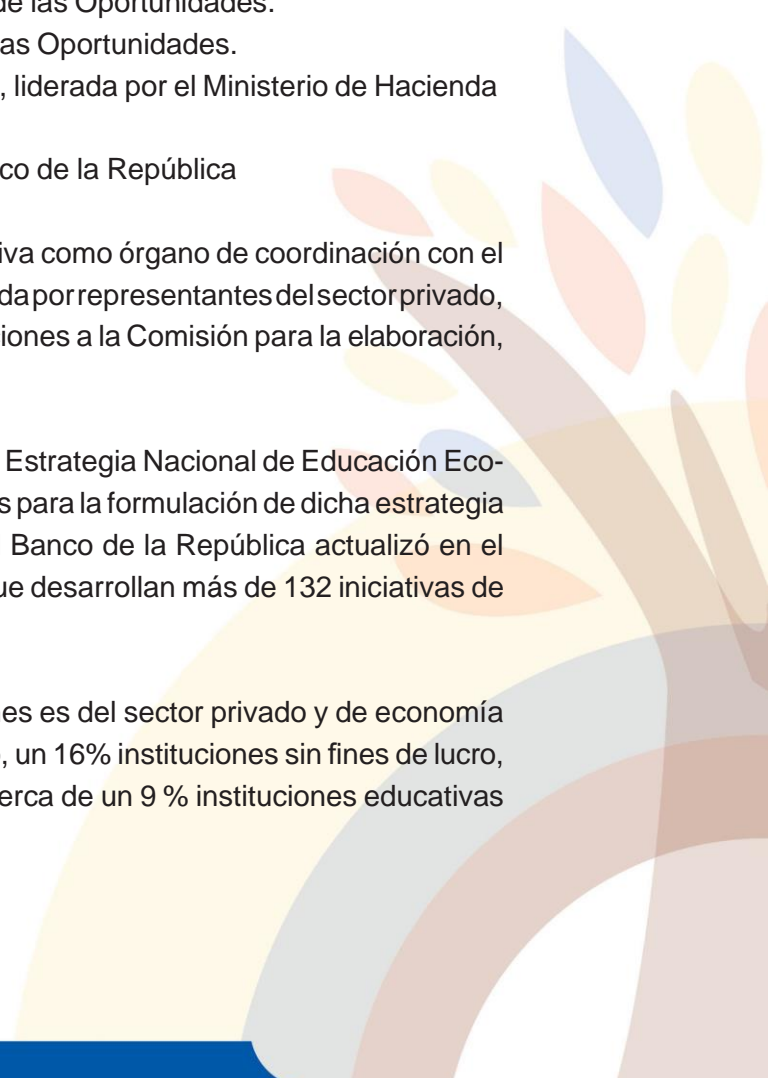 de las Oportunidades.
as Oportunidades.
, liderada por el Ministerio de Hacienda
co de la República
iva como órgano de coordinación con el
da por representantes del sector privado,
iones a la Comisión para la elaboración,
Estrategia Nacional de Educación Eco-
s para la formulación de dicha estrategia
Banco de la República actualizó en el
ue desarrollan más de 132 iniciativas de
nes es del sector privado y de economía
, un 16% instituciones sin fines de lucro,
erca de un 9 % instituciones educativas